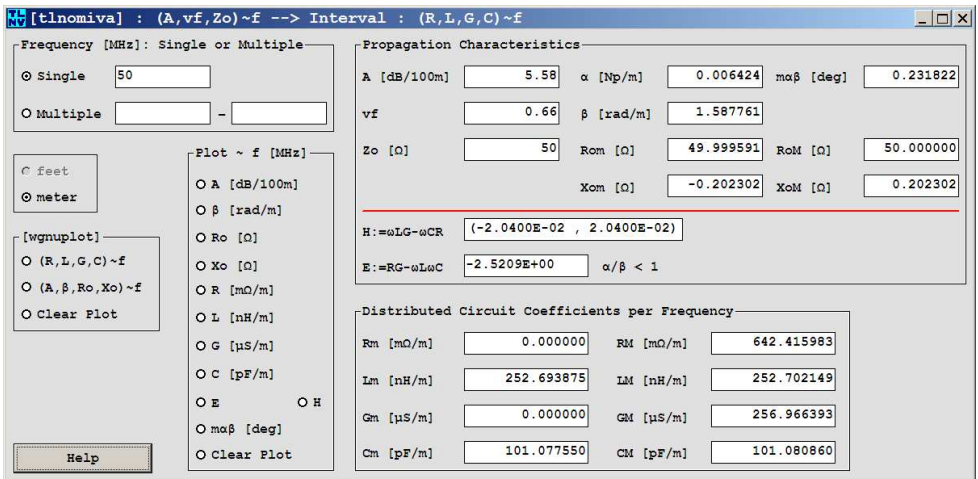 [tlnomiva] : (A,vf,Zo)~f --> Interval : (R,L,G,C)~f
Frequency [MHz]: Single or Multiple
Single 50
Multiple -
feet
meter
[wgnuplot]
(R,L,G,C)~f
(A,β,Ro,Xo)~f
Clear Plot
Help
Plot ~ f [MHz]
A [dB/100m]
β [rad/m]
Ro [Ω]
Xo [Ω]
R [mΩ/m]
L [nH/m]
G [μS/m]
C [pF/m]
E H
mαβ [deg]
Clear Plot
Propagation Characteristics
A [dB/100m] 5.58 α [Np/m] 0.006424 mαβ [deg] 0.231822
vf 0.66 β [rad/m] 1.587761
Zo [Ω] 50 Rom [Ω] 49.999591 RoM [Ω] 50.000000
Xom [Ω] -0.202302 XoM [Ω] 0.202302
H:=ωLG-ωCR (-2.0400E-02 , 2.0400E-02)
E:=RG-ωLωC -2.5209E+00 α/β < 1
Distributed Circuit Coefficients per Frequency
Rm [mΩ/m] 0.000000 RM [mΩ/m] 642.415983
Lm [nH/m] 252.693875 LM [nH/m] 252.702149
Gm [μS/m] 0.000000 GM [μS/m] 256.966393
Cm [pF/m] 101.077550 CM [pF/m] 101.080860